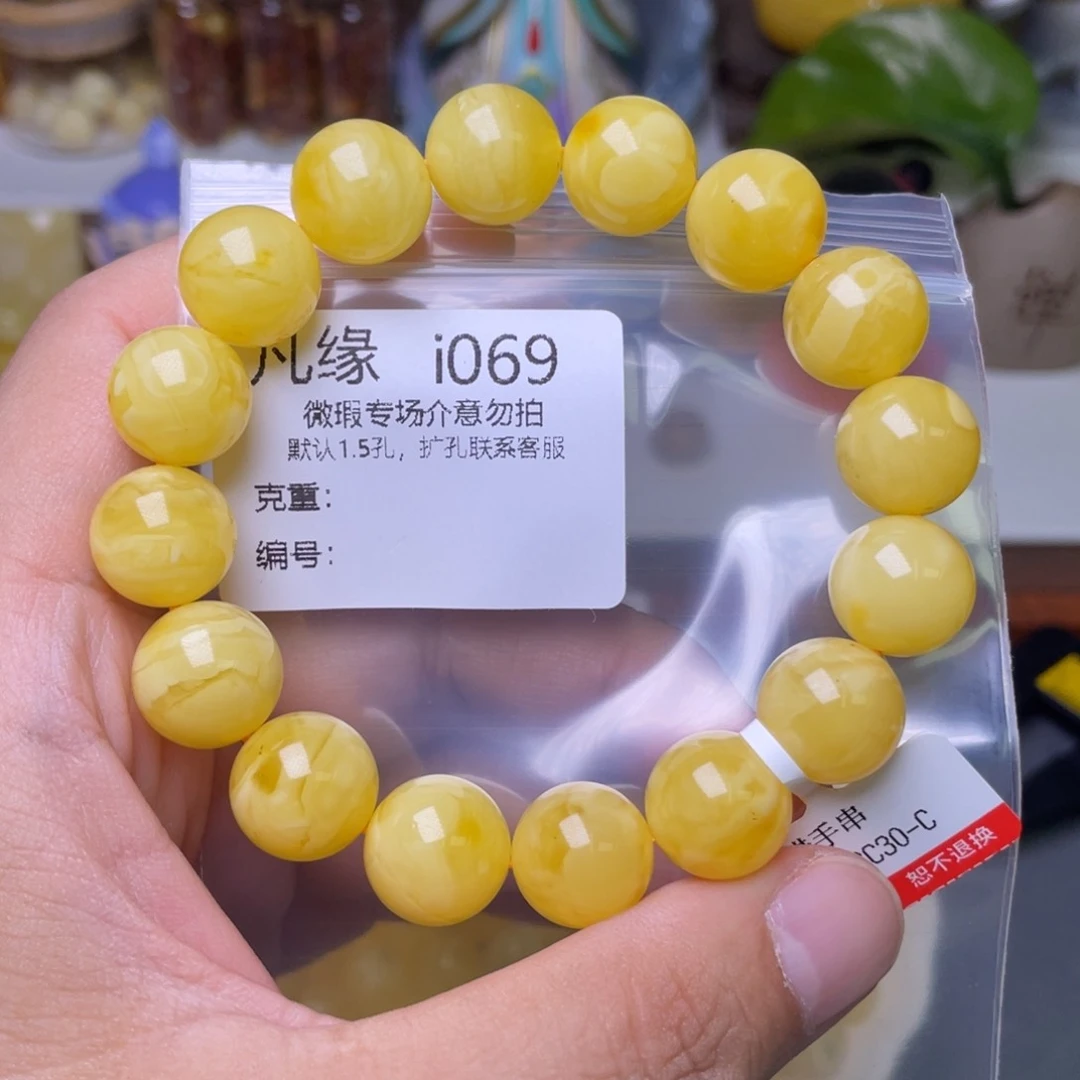 凡缘 i069
微瑕专场介意勿拍
默认1.5孔，扩孔联系客服
克重：
编号：
手串
C30-C
恕不退换